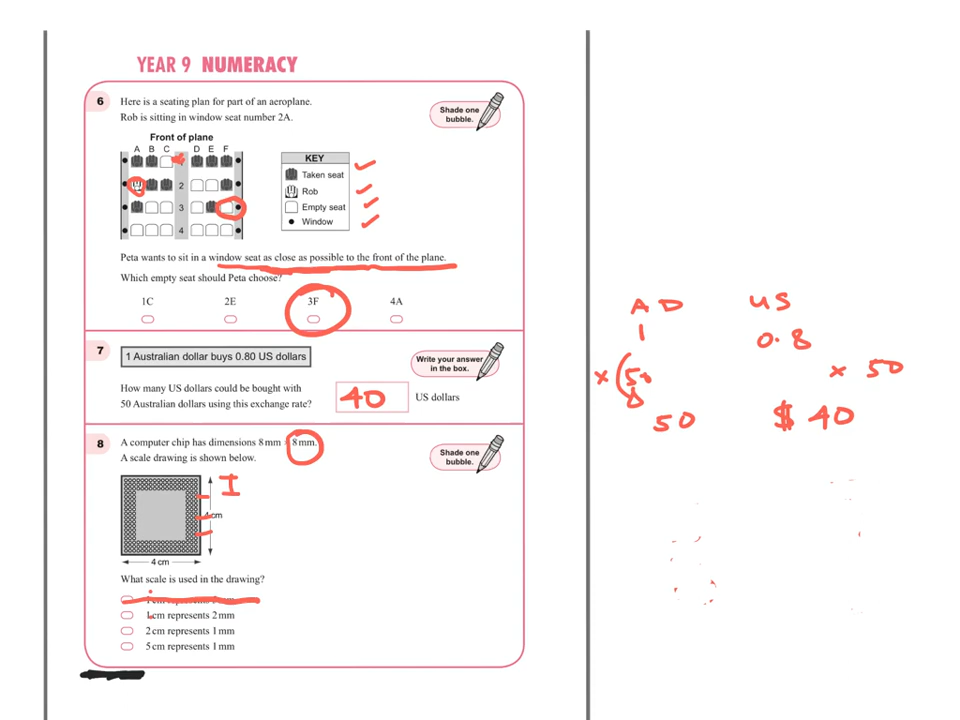 YEAR 9 NUMERACY
6
Here is a seating plan for part of an aeroplane.
Rob is sitting in window seat number 2A.
Shade one
bubble.
Front of plane
A B C D E F
2
3
4
KEY
Taken seat
Rob
Empty seat
Window
Peta wants to sit in a window seat as close as possible to the front of the plane.
Which empty seat should Peta choose?
1C 2E 3F 4A
7
1 Australian dollar buys 0.80 US dollars
Write your answer
in the box.
How many US dollars could be bought with
50 Australian dollars using this exchange rate?
40
US dollars
8
A computer chip has dimensions 8 mm 8 mm.
A scale drawing is shown below.
Shade one
bubble.
I
4 cm
4 cm
What scale is used in the drawing?
1 cm represents 2 mm
2 cm represents 1 mm
5 cm represents 1 mm
A D US
1 0.8
× 50
50 $ 40